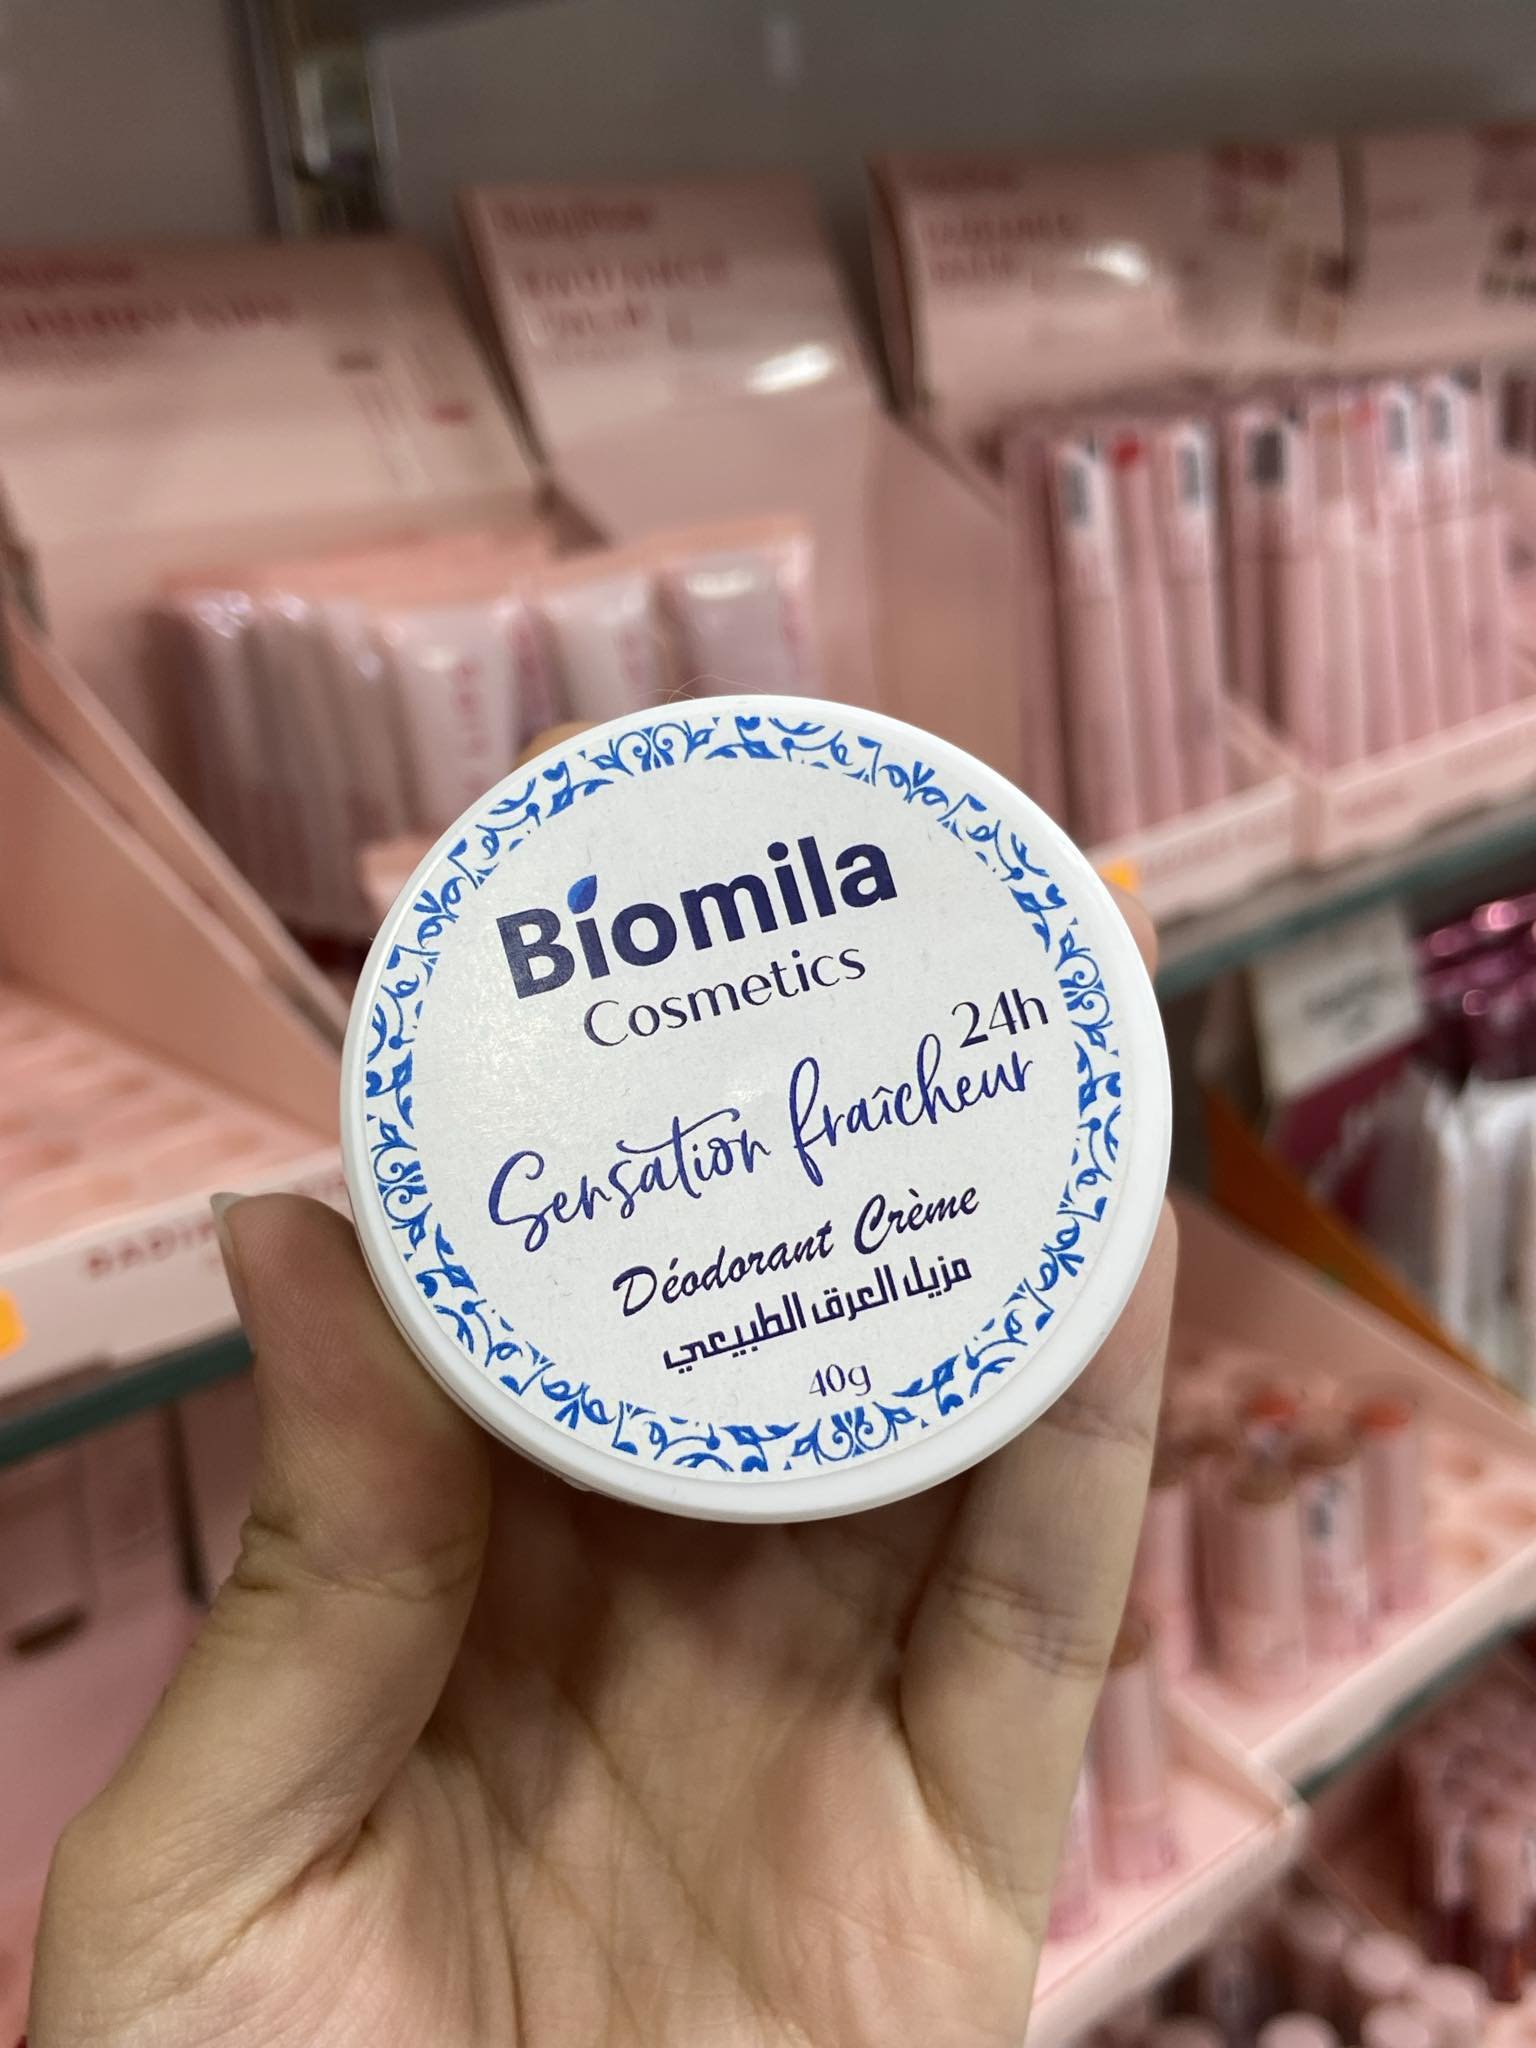 Biomila
Cosmetics
24h
Sensation fraîcheur
Déodorant Crème
مزيل العرق الطبيعي
40g